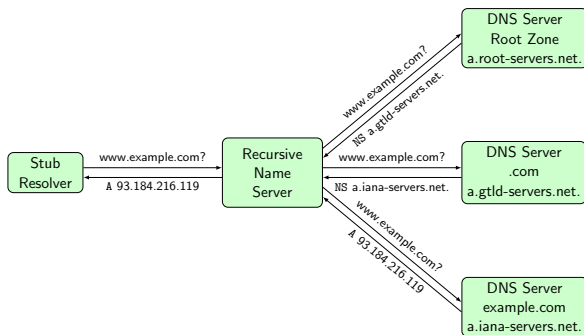 DNS Server
Root Zone
a.root-servers.net.
www.example.com?
NS a.gtld-servers.net.
Stub
Resolver
www.example.com?
A 93.184.216.119
Recursive
Name
Server
www.example.com?
NS a.iana-servers.net.
DNS Server
.com
a.gtld-servers.net.
www.example.com?
A 93.184.216.119
DNS Server
example.com
a.iana-servers.net.